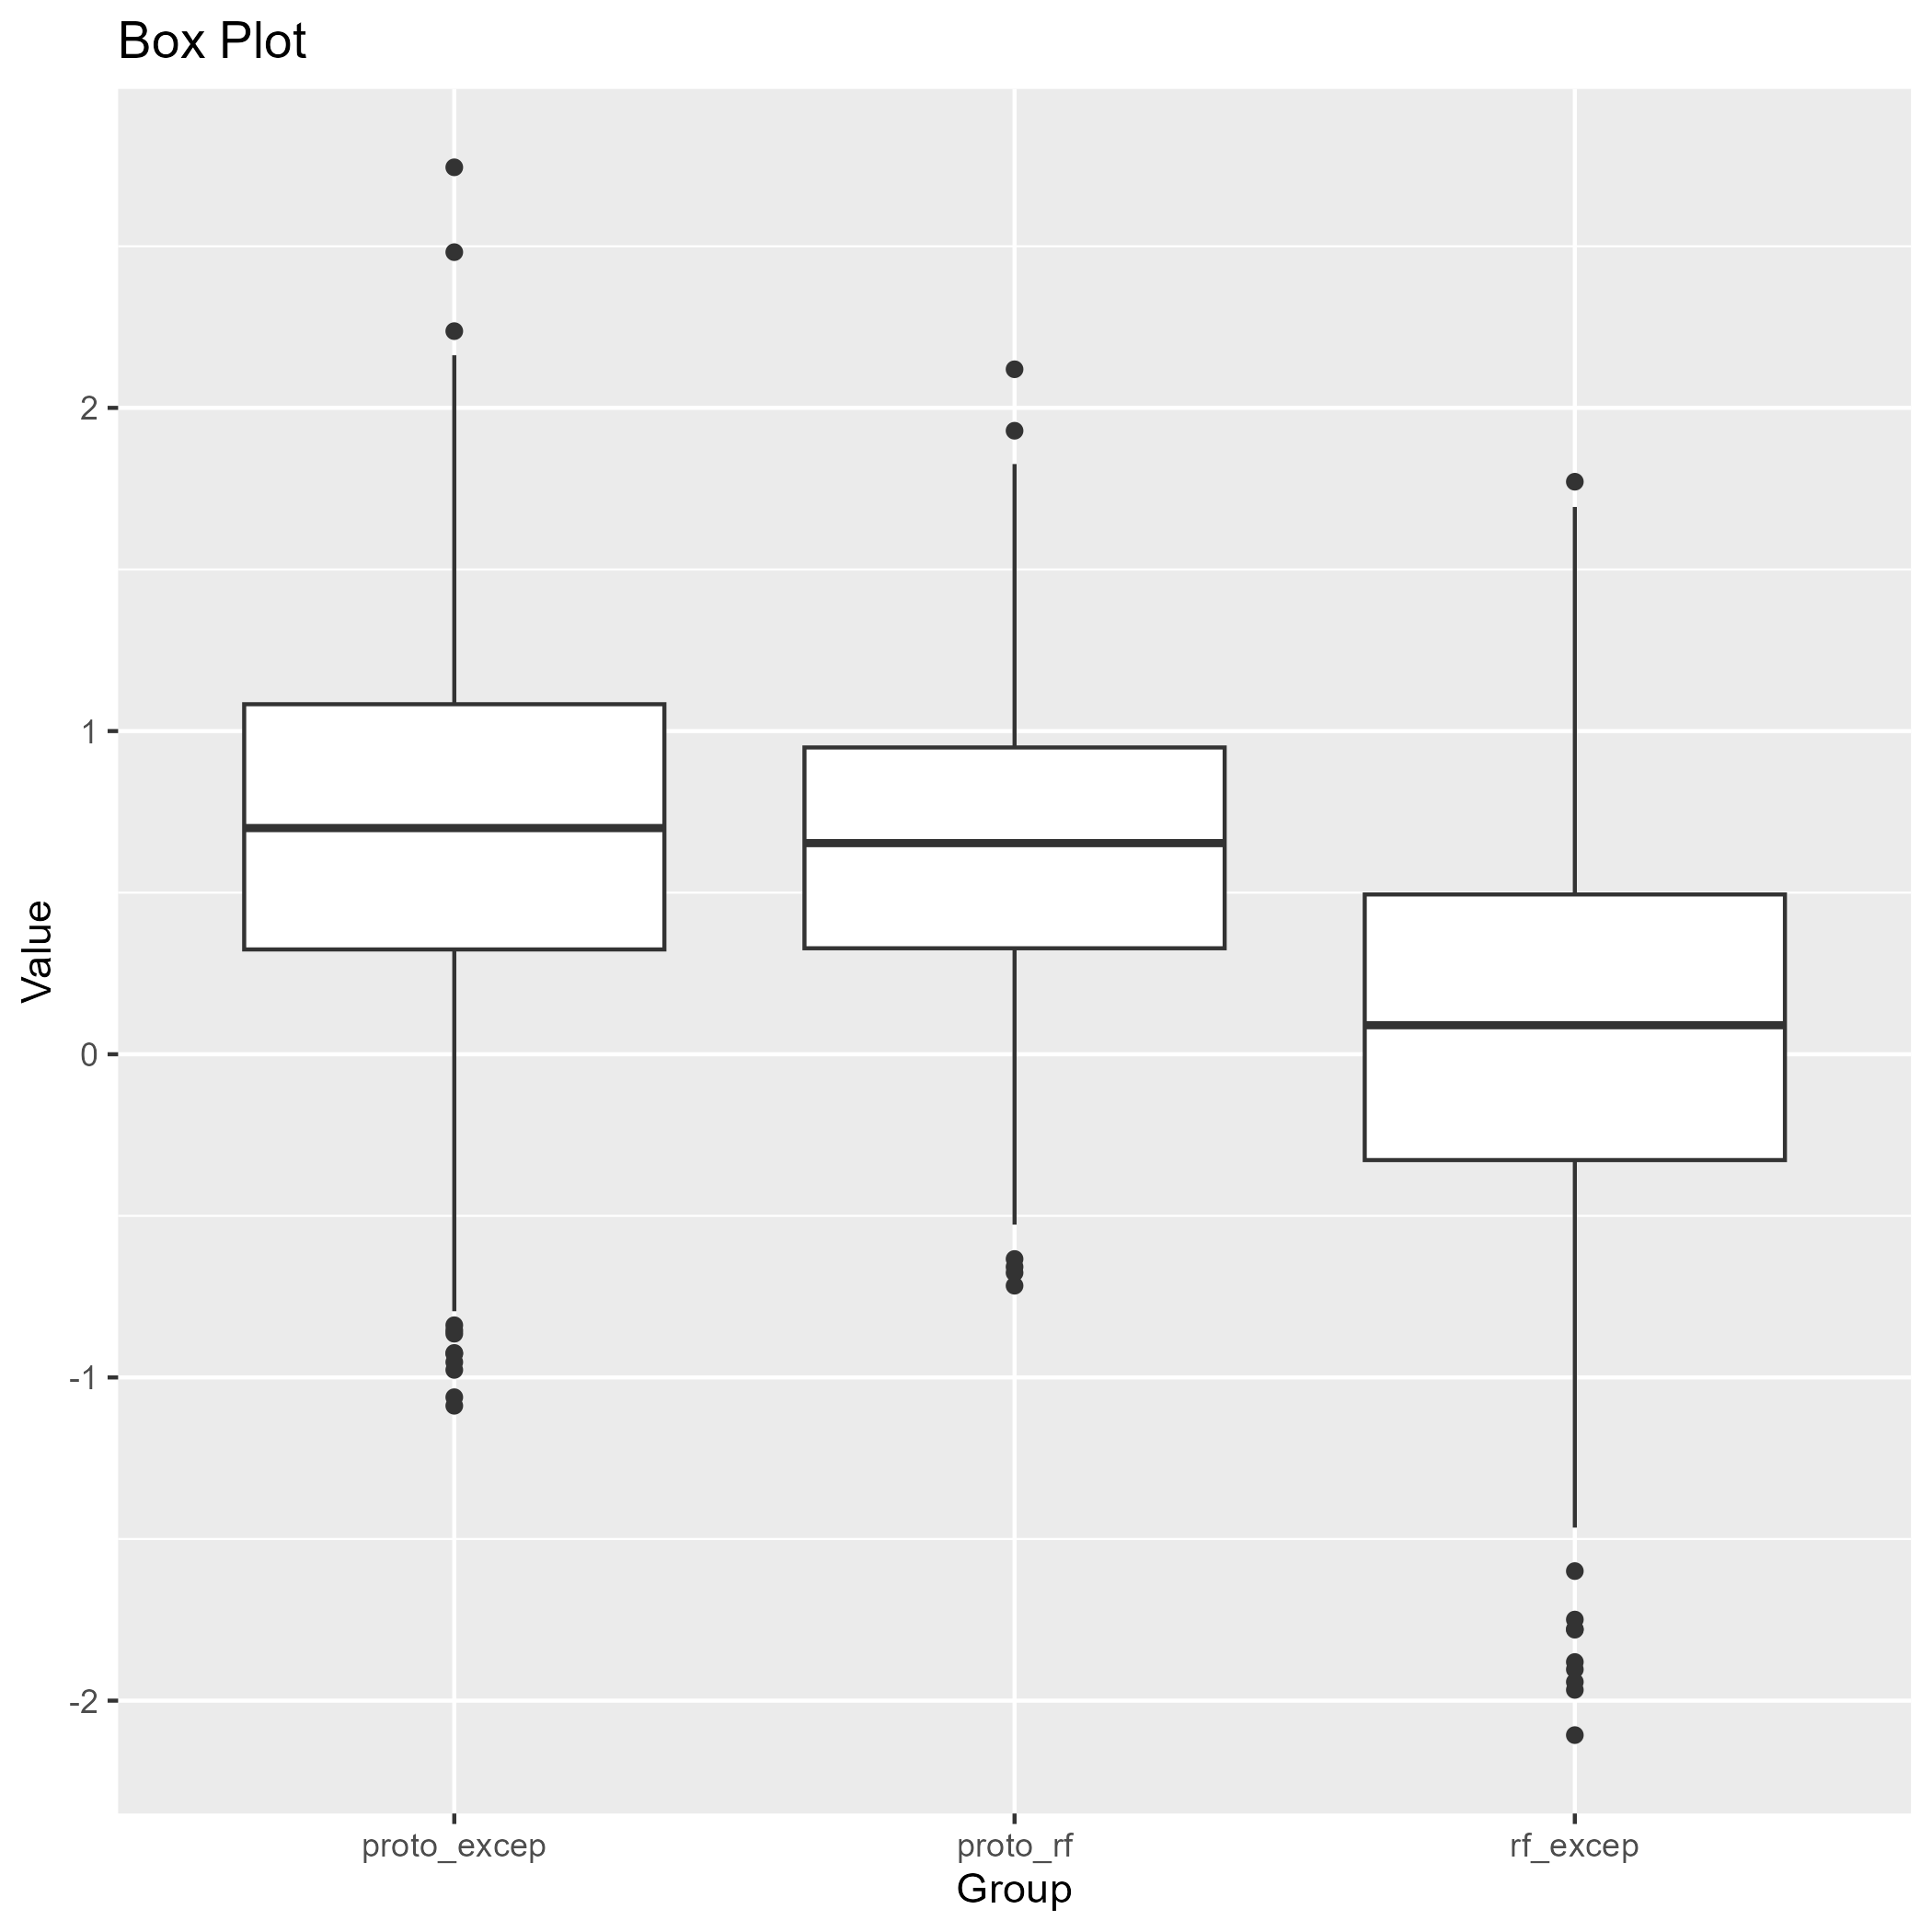 Box Plot
Value
2
1
0
-1
-2
proto_excep
proto_rf
rf_excep
Group